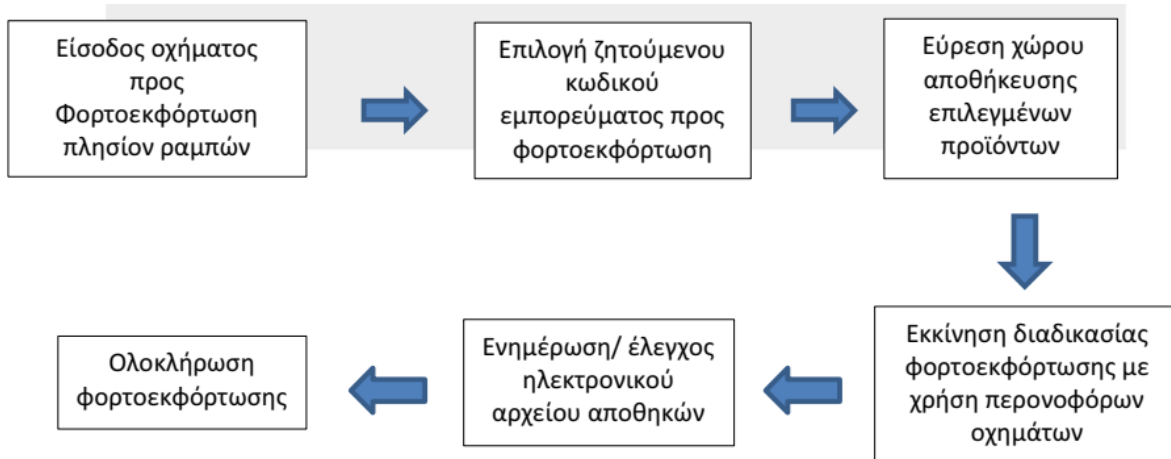 Είσοδος οχήματος
προς
Φορτοεκφόρτωση
πλησίον ραμπών
Επιλογή ζητούμενου
κωδικού
εμπορεύματος προς
φορτοεκφόρτωση
Εύρεση χώρου
αποθήκευσης
επιλεγμένων
προϊόντων
Εκκίνηση διαδικασίας
φορτοεκφόρτωσης με
χρήση περονοφόρων
οχημάτων
Ενημέρωση/ έλεγχος
ηλεκτρονικού
αρχείου αποθηκών
Ολοκλήρωση
φορτοεκφόρτωσης